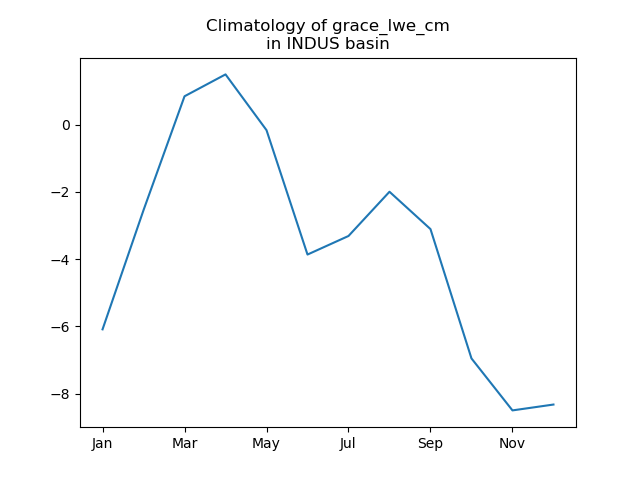 Climatology of grace_lwe_cm
in INDUS basin
0
−2
−4
−6
−8
Jan
Mar
May
Jul
Sep
Nov